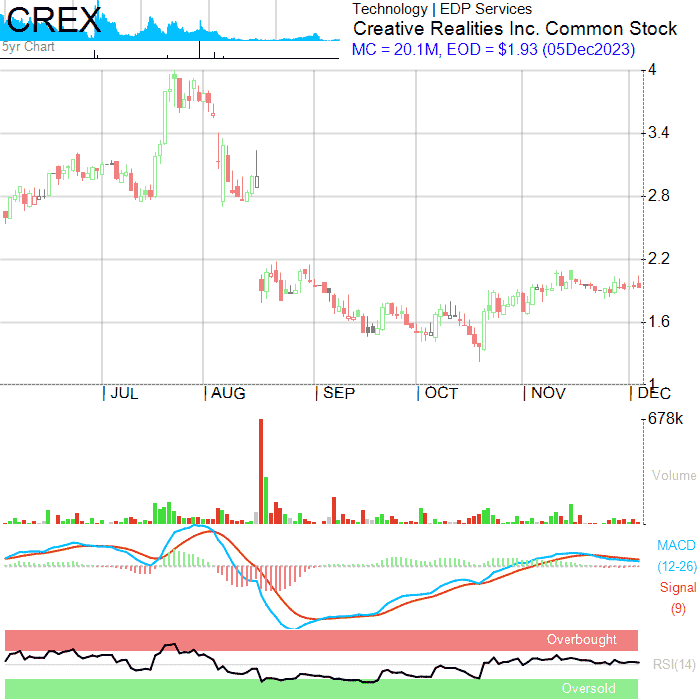 CREX
5yr Chart
Technology | EDP Services
Creative Realities Inc. Common Stock
MC = 20.1M, EOD = $1.93 (05Dec2023)
4
3.4
2.8
2.2
1.6
1
| JUL | AUG | SEP | OCT | NOV | DEC
678k
Volume
MACD
(12-26)
Signal
(9)
Overbought
RSI(14)
Oversold